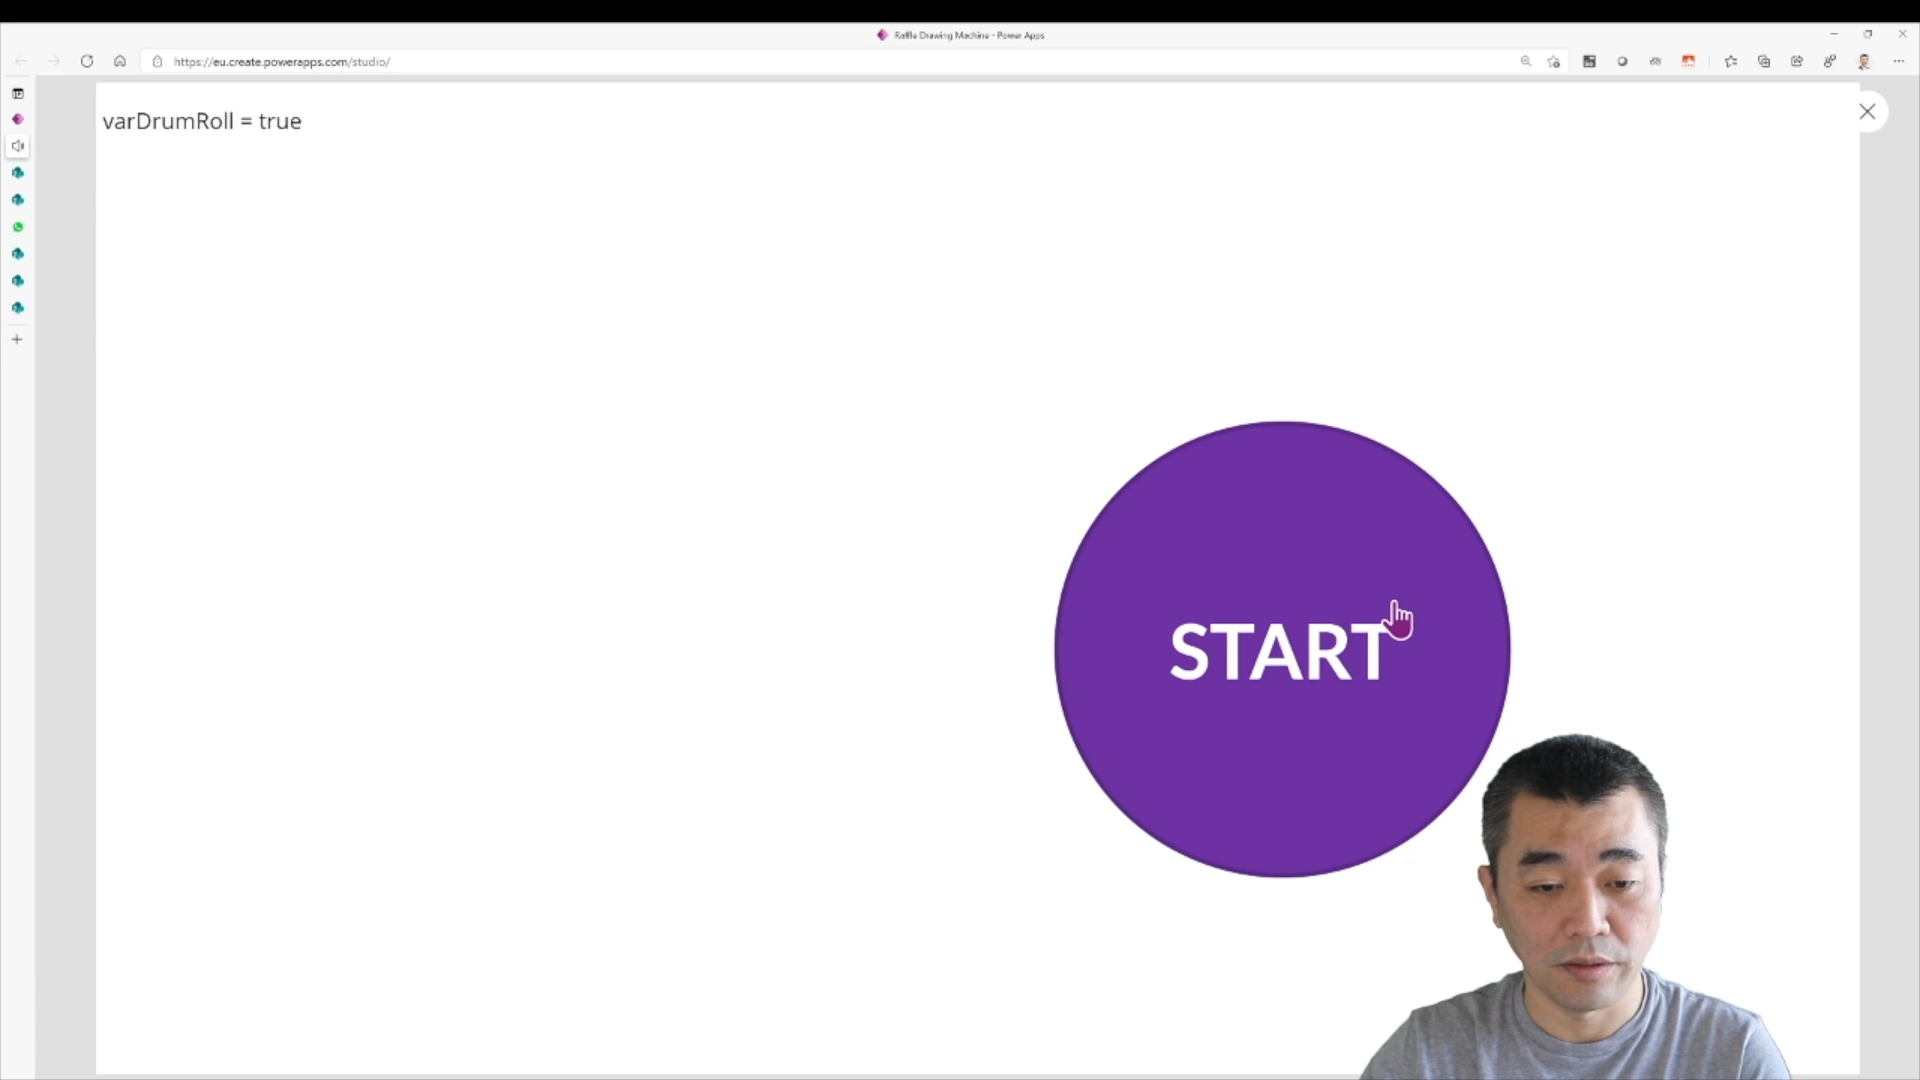 Raffle Drawing Machine - Power Apps
https://eu.create.powerapps.com/studio/
varDrumRoll = true
START